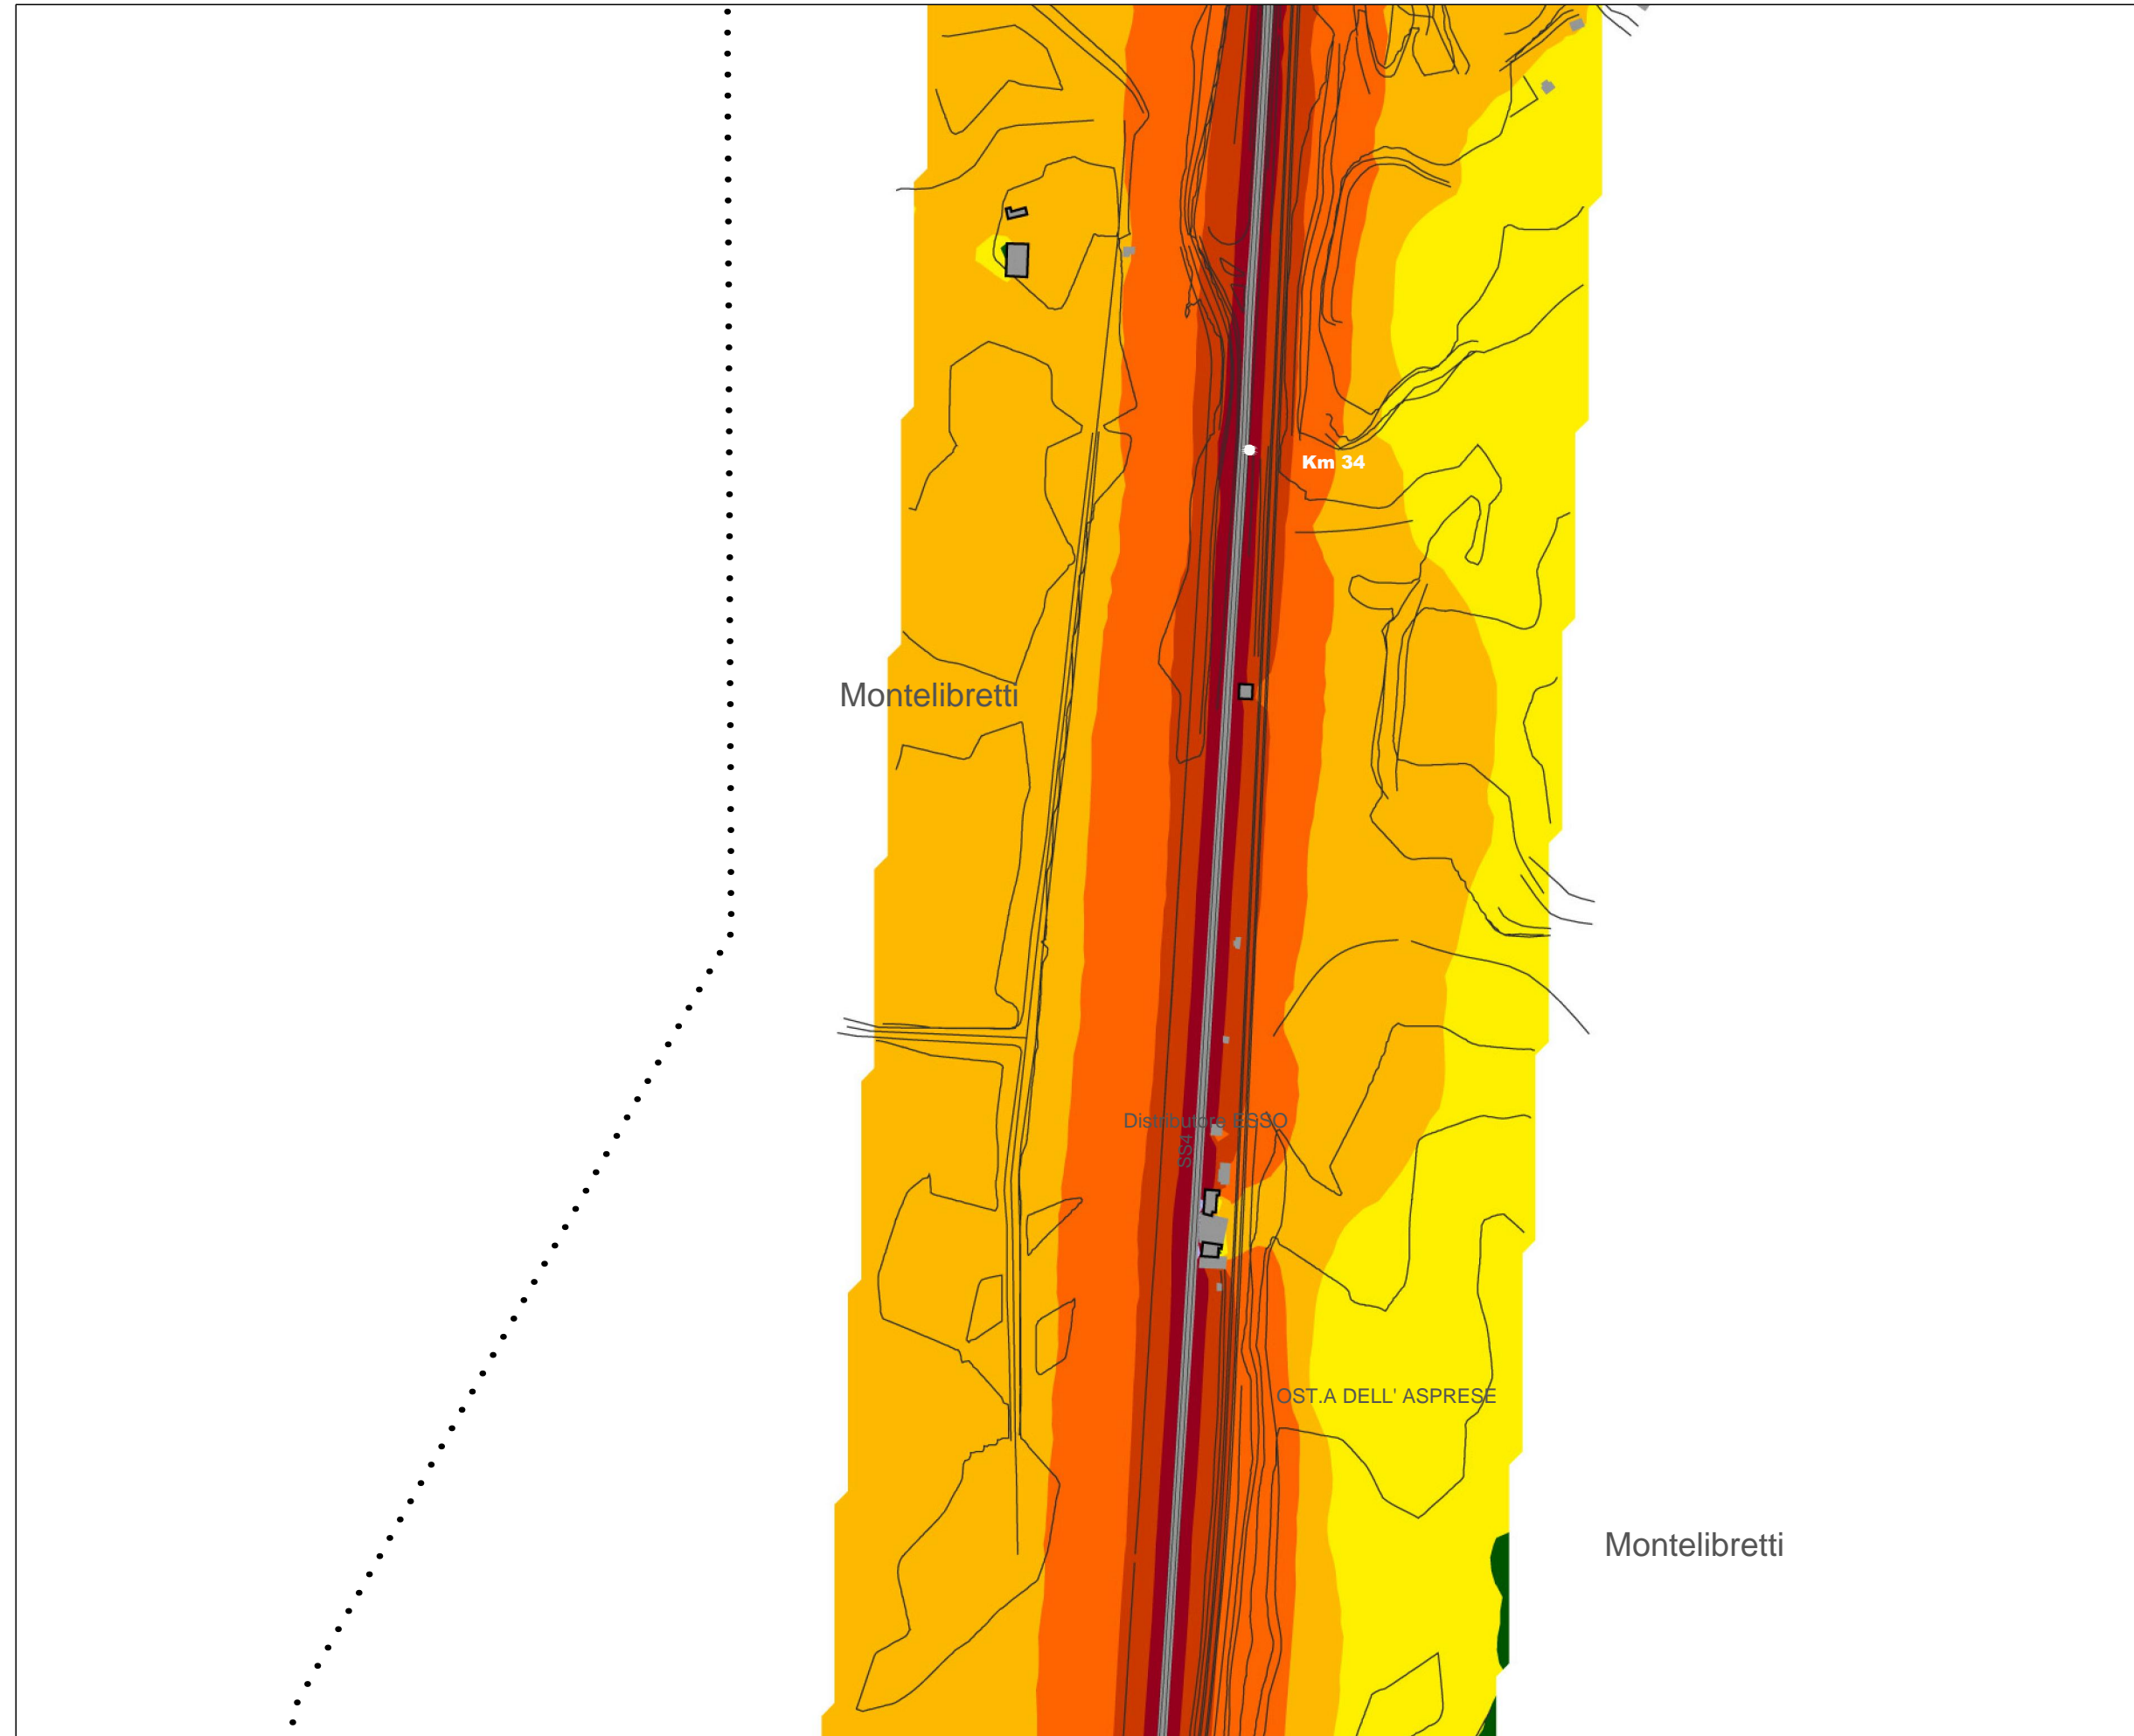 Km 34
Montelibretti
Distributore ESSO
SS4
OST.A DELL' ASPRESE
Montelibretti